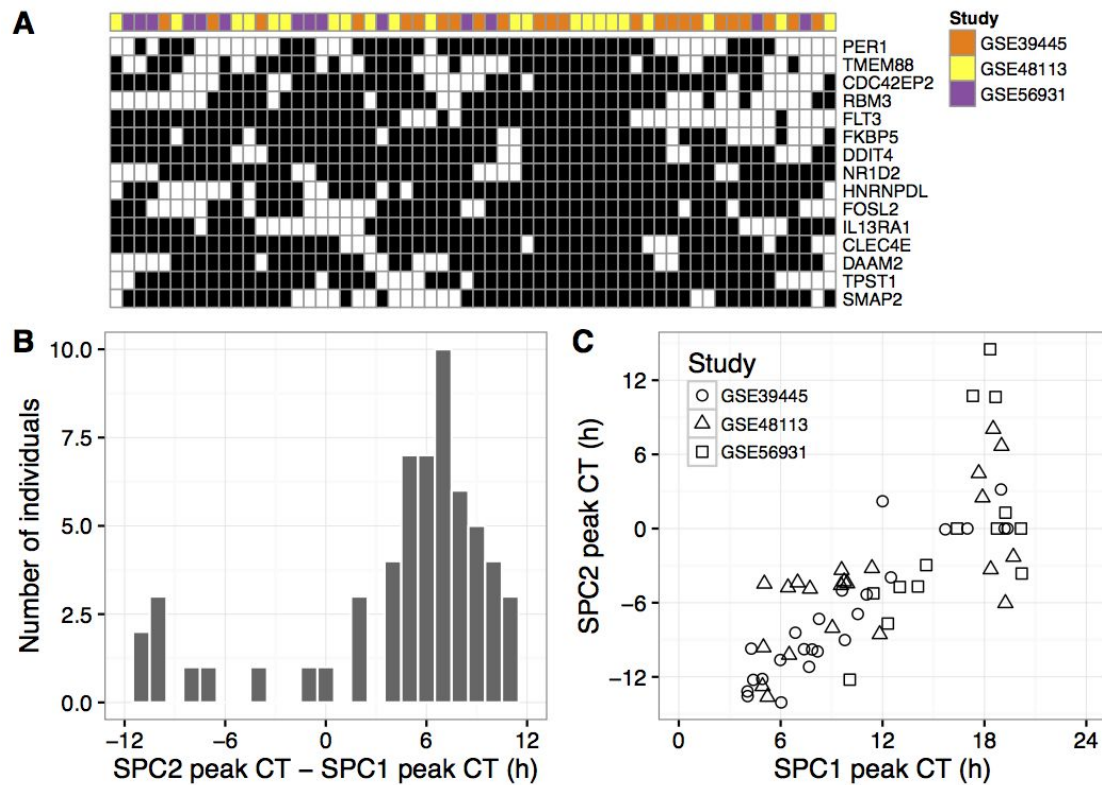 A
Study
GSE39445
GSE48113
GSE56931
PER1
TMEM88
CDC42EP2
RBM3
FLT3
FKBP5
DDIT4
NR1D2
HNRNPDL
FOSL2
IL13RA1
CLEC4E
DAAM2
TPST1
SMAP2
B
10.0
7.5
5.0
2.5
0.0
Number of individuals
−12 −6 0 6 12
SPC2 peak CT − SPC1 peak CT (h)
C
Study
GSE39445
GSE48113
GSE56931
12
6
0
−6
−12
SPC2 peak CT (h)
0 6 12 18 24
SPC1 peak CT (h)